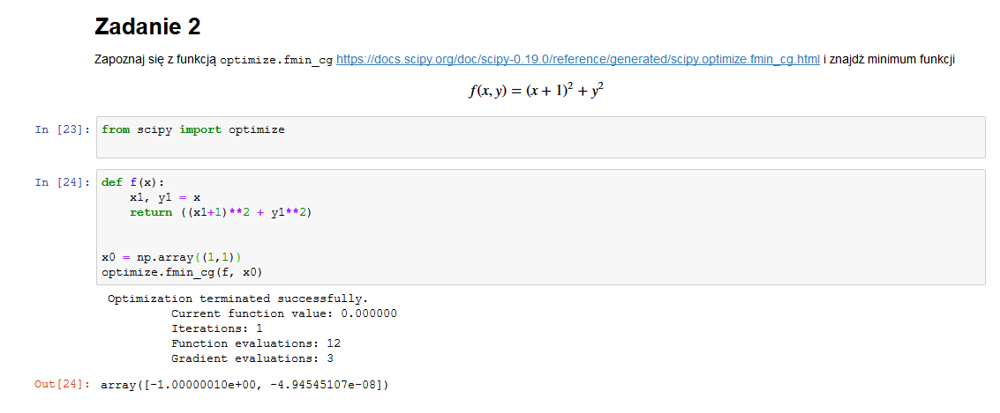 Zadanie 2
Zapoznaj się z funkcją optimize.fmin_cg https://docs.scipy.org/doc/scipy-0.19.0/reference/generated/scipy.optimize.fmin_cg.html i znajdź minimum funkcji
f(x, y) = (x + 1)² + y²
In [23]: from scipy import optimize
In [24]: def f(x):
    x1, y1 = x
    return ((x1+1)**2 + y1**2)
x0 = np.array((1,1))
optimize.fmin_cg(f, x0)
Optimization terminated successfully.
Current function value: 0.000000
Iterations: 1
Function evaluations: 12
Gradient evaluations: 3
Out[24]: array([-1.00000010e+00, -4.94545107e-08])